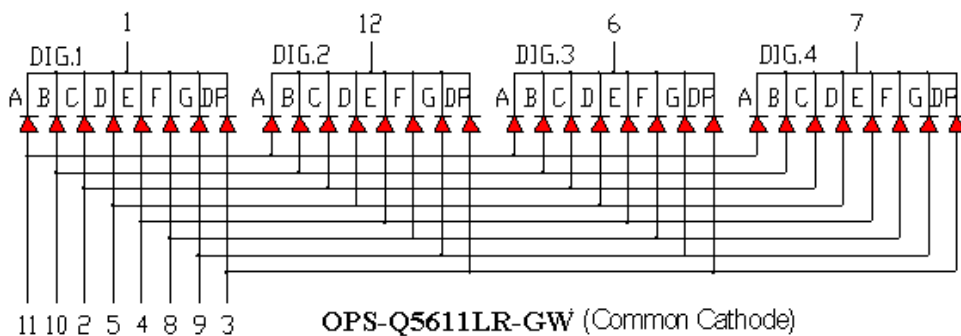 1 12 6 7
DIG.1 DIG.2 DIG.3 DIG.4
A B C D E F G DP A B C D E F G DP A B C D E F G DP A B C D E F G DP
11 10 2 5 4 8 9 3 OPS-Q5611LR-GW (Common Cathode)